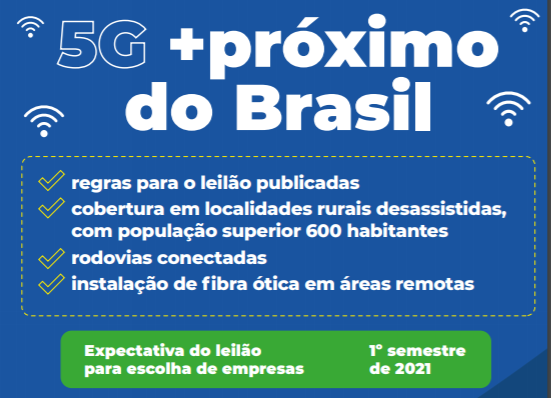 5G +próximo
do Brasil
regras para o leilão publicadas
cobertura em localidades rurais desassistidas,
com população superior 600 habitantes
rodovias conectadas
instalação de fibra ótica em áreas remotas
Expectativa do leilão
para escolha de empresas
1º semestre
de 2021